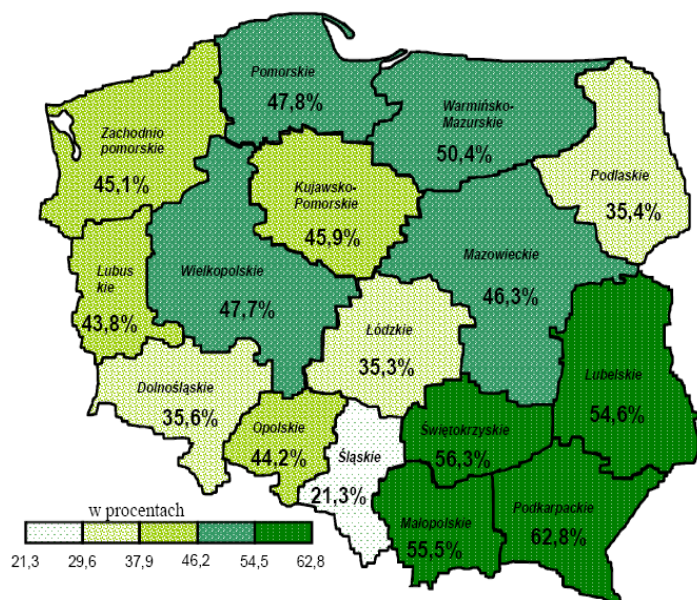 Pomorskie
47,8%
Warmińsko-
Mazurskie
50,4%
Zachodnio
pomorskie
45,1%
Kujawsko-
Pomorskie
45,9%
Podlaskie
35,4%
Lubus
kie
43,8%
Wielkopolskie
47,7%
Mazowieckie
46,3%
Łódzkie
35,3%
Dolnośląskie
35,6%
Lubelskie
54,6%
Opolskie
44,2%
Śląskie
21,3%
Świętokrzyskie
56,3%
Małopolskie
55,5%
Podkarpackie
62,8%
w procentach
21,3 29,6 37,9 46,2 54,5 62,8